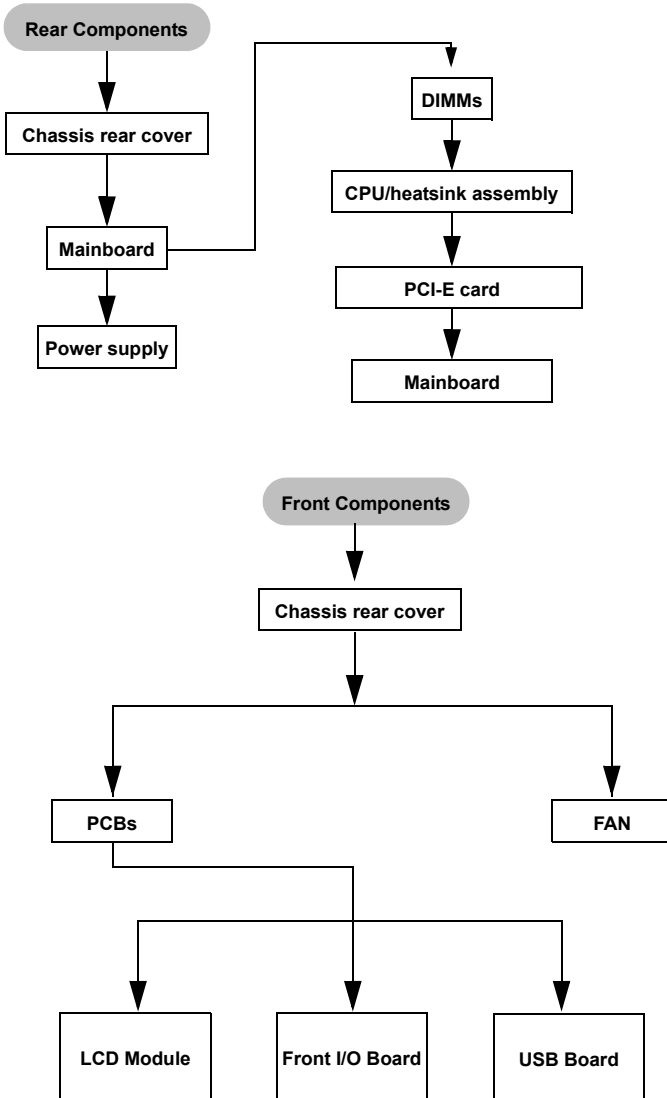 Rear Components
Chassis rear cover
Mainboard
Power supply
DIMMs
CPU/heatsink assembly
PCI-E card
Mainboard
Front Components
Chassis rear cover
PCBs
FAN
LCD Module
Front I/O Board
USB Board